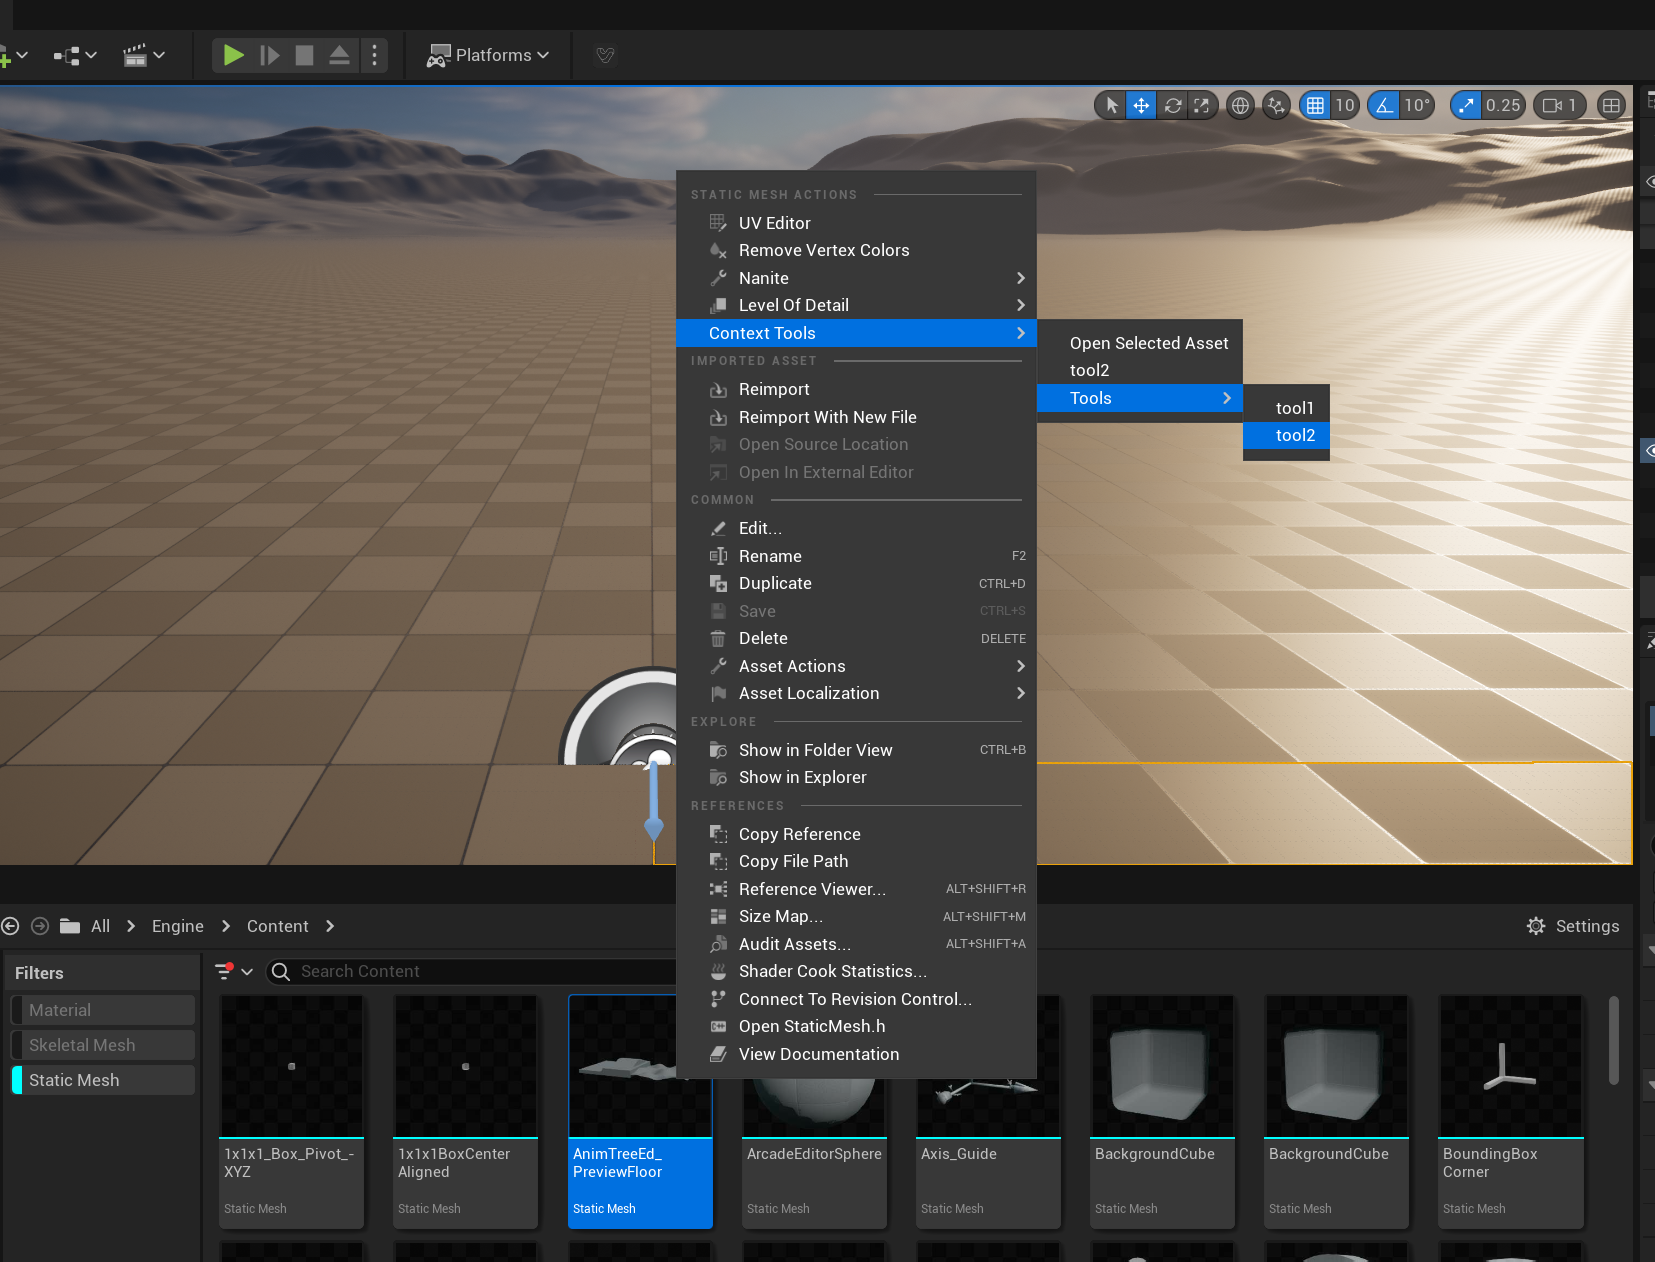 Platforms
10
10°
0.25
1
STATIC MESH ACTIONS
UV Editor
Remove Vertex Colors
Nanite
Level Of Detail
Context Tools
Open Selected Asset
tool2
Tools
tool1
tool2
IMPORTED ASSET
Reimport
Reimport With New File
Open Source Location
Open In External Editor
COMMON
Edit...
Rename F2
Duplicate CTRL+D
Save CTRL+S
Delete DELETE
Asset Actions
Asset Localization
EXPLORE
Show in Folder View CTRL+B
Show in Explorer
REFERENCES
Copy Reference
Copy File Path
Reference Viewer... ALT+SHIFT+R
Size Map... ALT+SHIFT+M
Audit Assets... ALT+SHIFT+A
Shader Cook Statistics...
Connect To Revision Control...
Open StaticMesh.h
View Documentation
All Engine Content
Settings
Filters
Material
Skeletal Mesh
Static Mesh
Search Content
1x1x1_Box_Pivot_-
XYZ
Static Mesh
1x1x1BoxCenter
Aligned
Static Mesh
AnimTreeEd_
PreviewFloor
Static Mesh
ArcadeEditorSphere
Static Mesh
Axis_Guide
Static Mesh
BackgroundCube
Static Mesh
BackgroundCube
Static Mesh
BoundingBox
Corner
Static Mesh